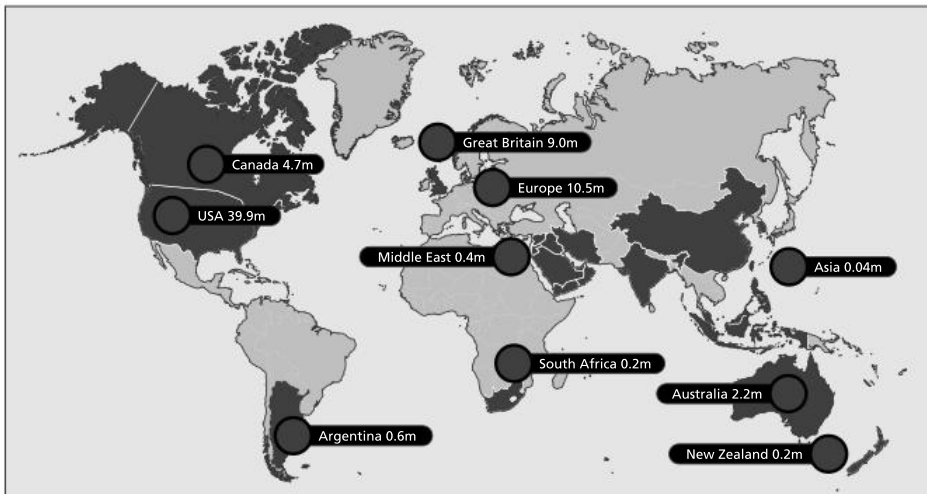 Great Britain 9.0m
Canada 4.7m
Europe 10.5m
USA 39.9m
Middle East 0.4m
Asia 0.04m
South Africa 0.2m
Australia 2.2m
Argentina 0.6m
New Zealand 0.2m